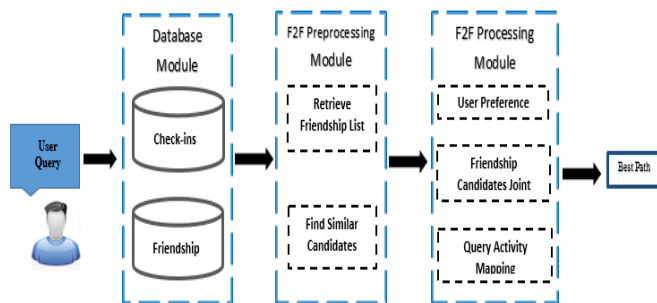 User
Query
Database
Module
Check-ins
Friendship
F2F Preprocessing
Module
Retrieve
Friendship List
Find Similar
Candidates
F2F Processing
Module
User Preference
Friendship
Candidates Joint
Query Activity
Mapping
Best Path